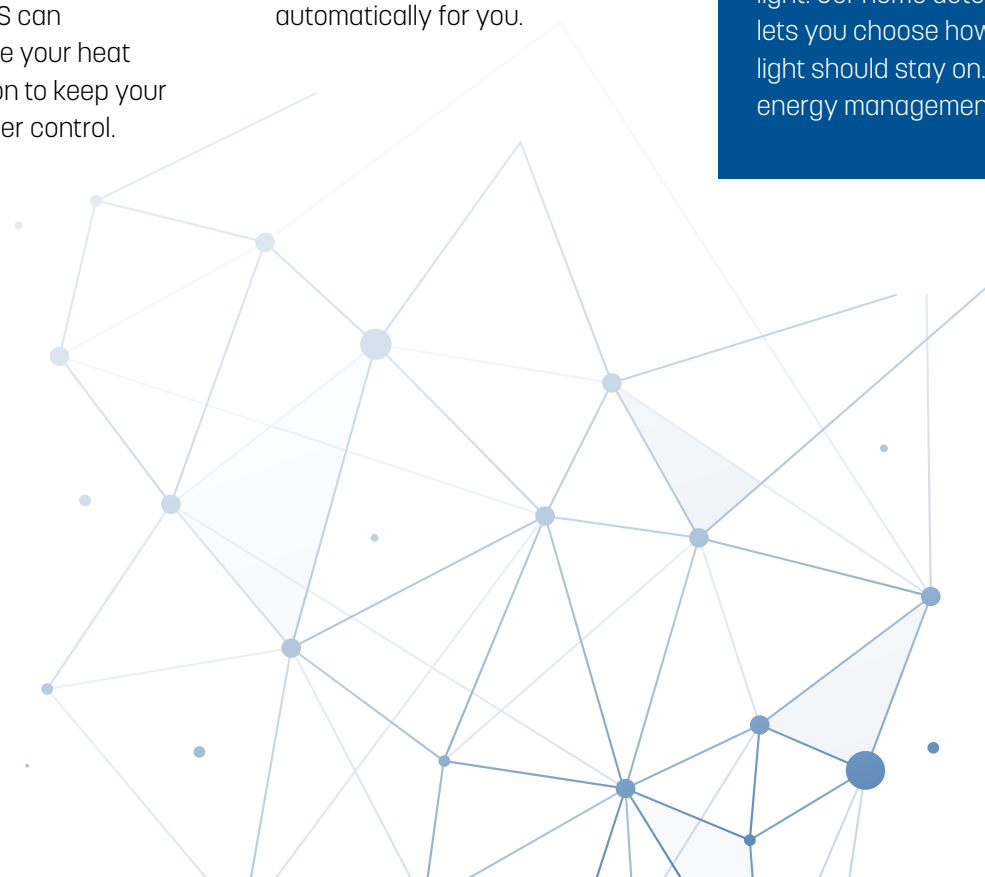 S can
e your heat
on to keep your
er control.
automatically for you.
lets you choose how
light should stay on.
energy managemen